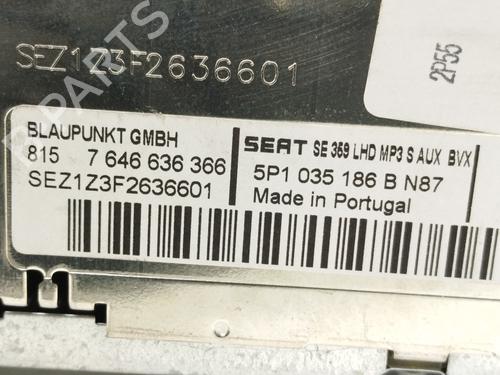 SEZ1Z3F2636601
2P55
BLAUPUNKT GMBH
815 7 646 636 366
SEZ1Z3F2636601
SEAT SE 359 LHD MP3 S AUX BVX
5P1 035 186 B N87
Made in Portugal
B PARTS